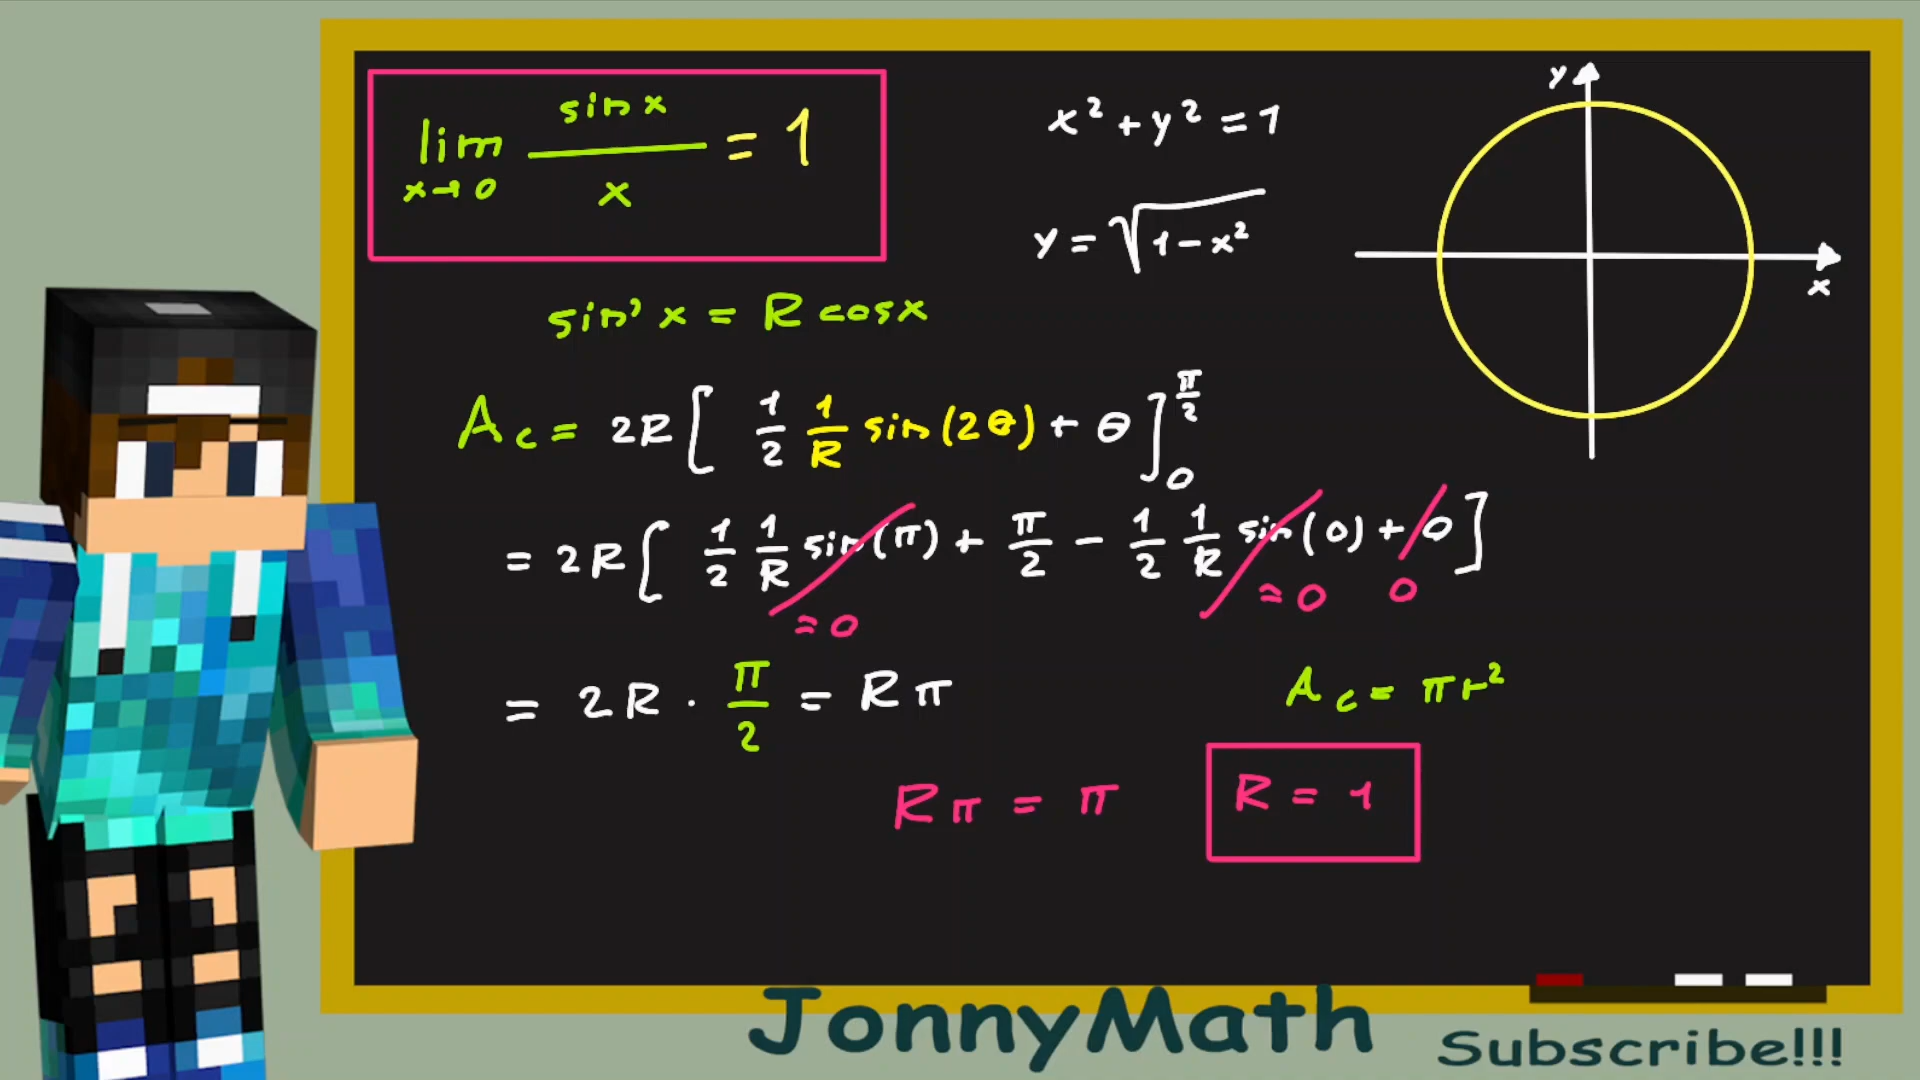 lim x→0 sin x / x = 1
x² + y² = 1
y = √1 - x²
sin' x = R cos x
A_c = 2R [ 1/2 1/R sin(2θ) + θ ]_0^π/2
= 2R [ 1/2 1/R sin(π) + π/2 - 1/2 1/R sin(0) + 0 ]
≈ 0 ≈ 0 0
= 2R · π/2 = Rπ
A_c = πr²
Rπ = π
R = 1
y
x
JonnyMath
Subscribe!!!